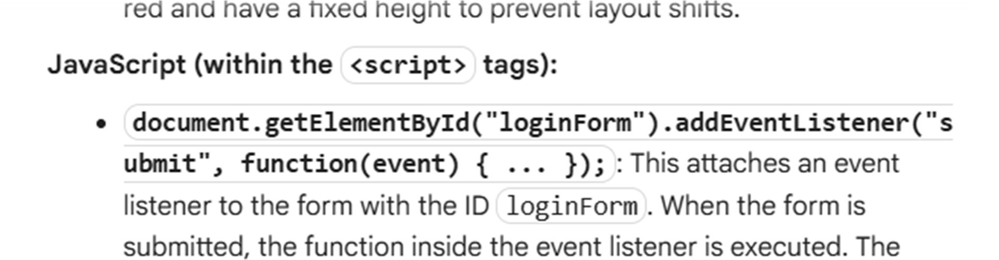 red and have a fixed height to prevent layout shifts.
JavaScript (within the <script> tags):
• document.getElementById("loginForm").addEventListener("s
ubmit", function(event) { ... });: This attaches an event
listener to the form with the ID loginForm. When the form is
submitted, the function inside the event listener is executed. The